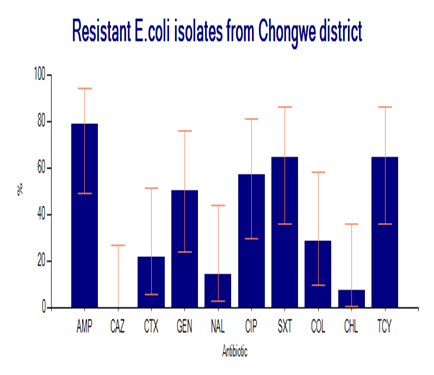 Resistant E.coli isolates from Chongwe district
100
80
60
40
20
0
%
AMP CAZ CTX GEN NAL CIP SXT COL CHL TCY
Antibiotic